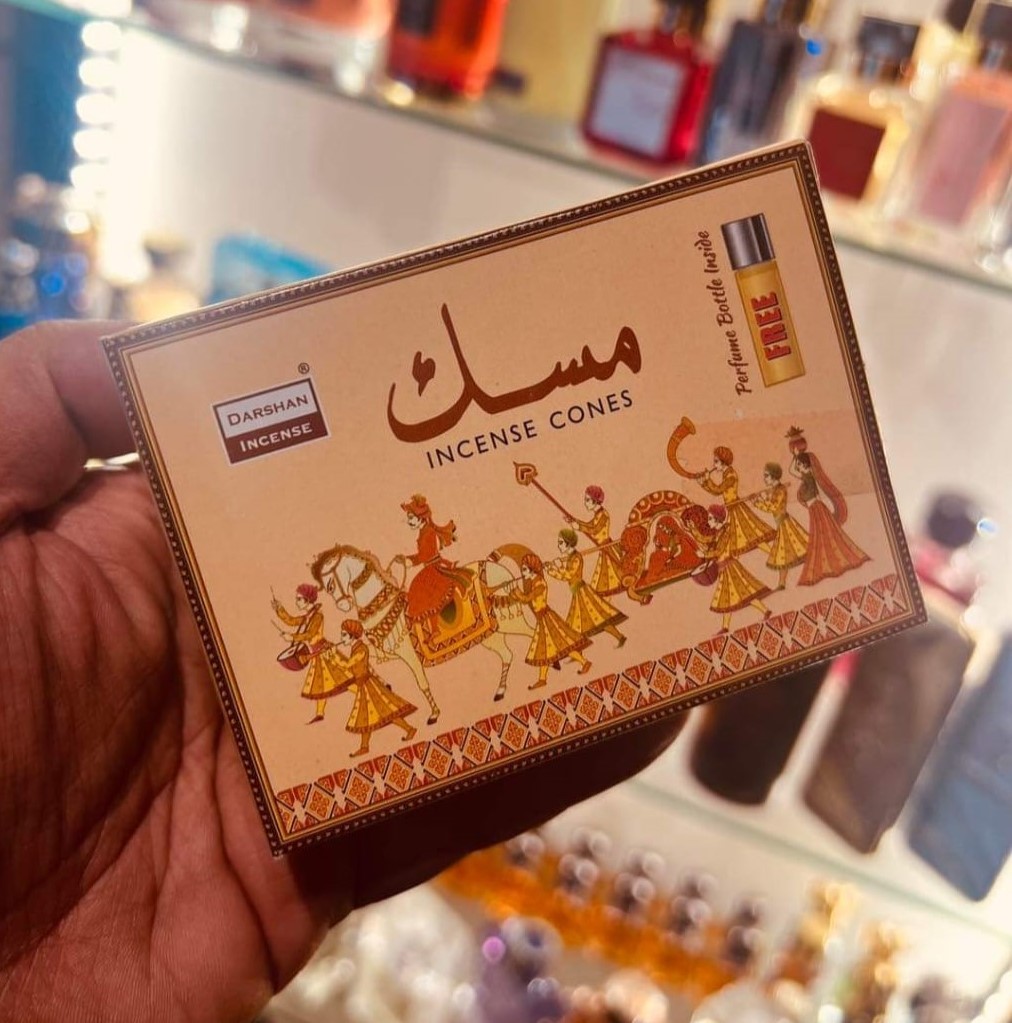 DARSHAN
INCENSE
®
مسك
INCENSE CONES
Perfume Bottle Inside
FREE